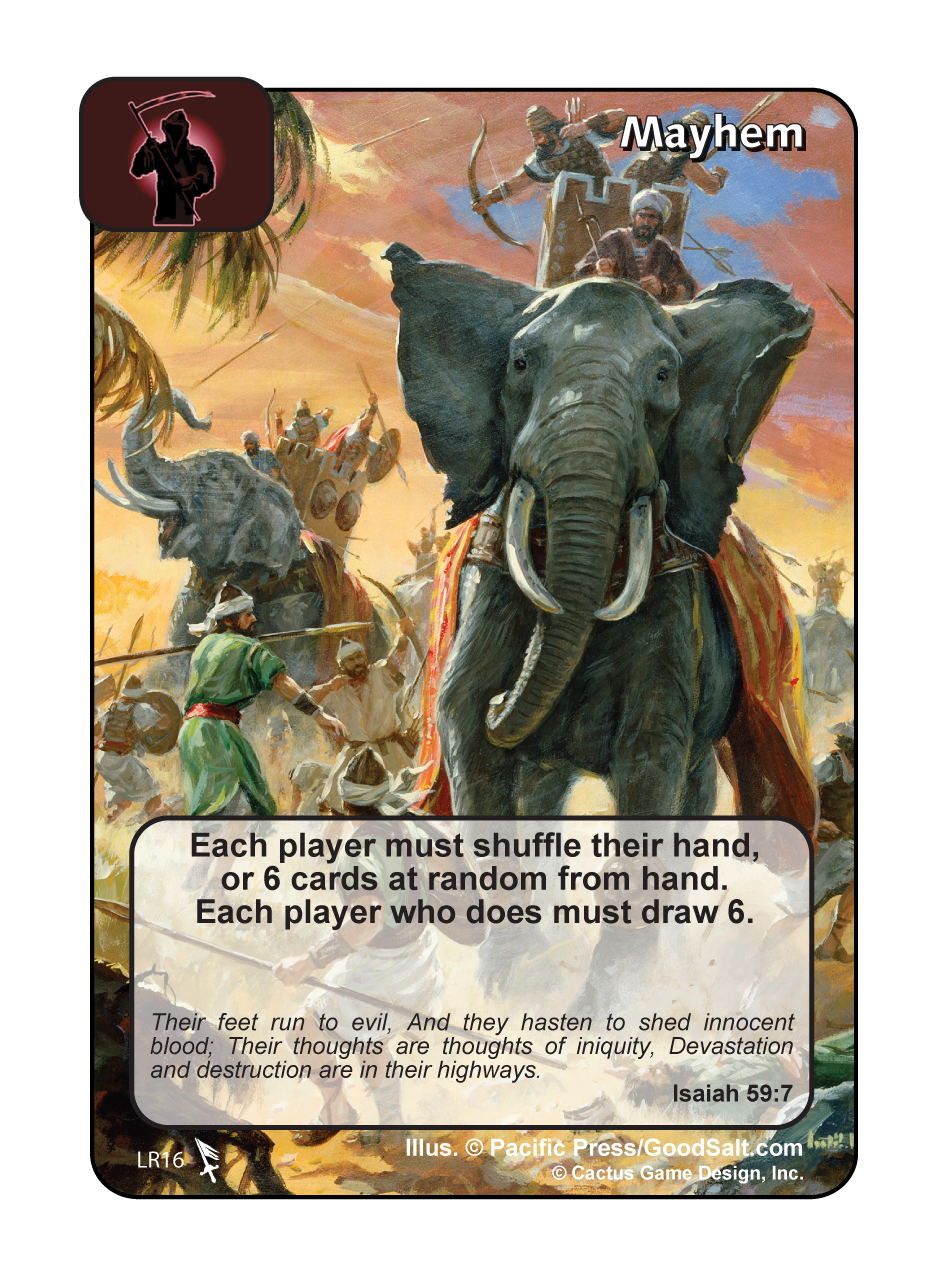 Mayhem
Each player must shuffle their hand,
or 6 cards at random from hand.
Each player who does must draw 6.
Their feet run to evil, And they hasten to shed innocent
blood; Their thoughts are thoughts of iniquity, Devastation
and destruction are in their highways.
Isaiah 59:7
LR16
Illus. © Pacific Press/GoodSalt.com
© Cactus Game Design, Inc.